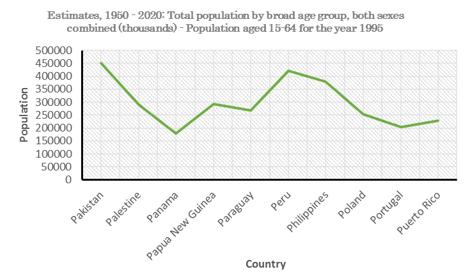 Estimates, 1950 - 2020: Total population by broad age group, both sexes
combined (thousands) - Population aged 15-64 for the year 1995
500000
450000
400000
350000
300000
250000
200000
150000
100000
50000
0
Population
Pakistan
Palestine
Panama
Papua New Guinea
Paraguay
Peru
Philippines
Poland
Portugal
Puerto Rico
Country